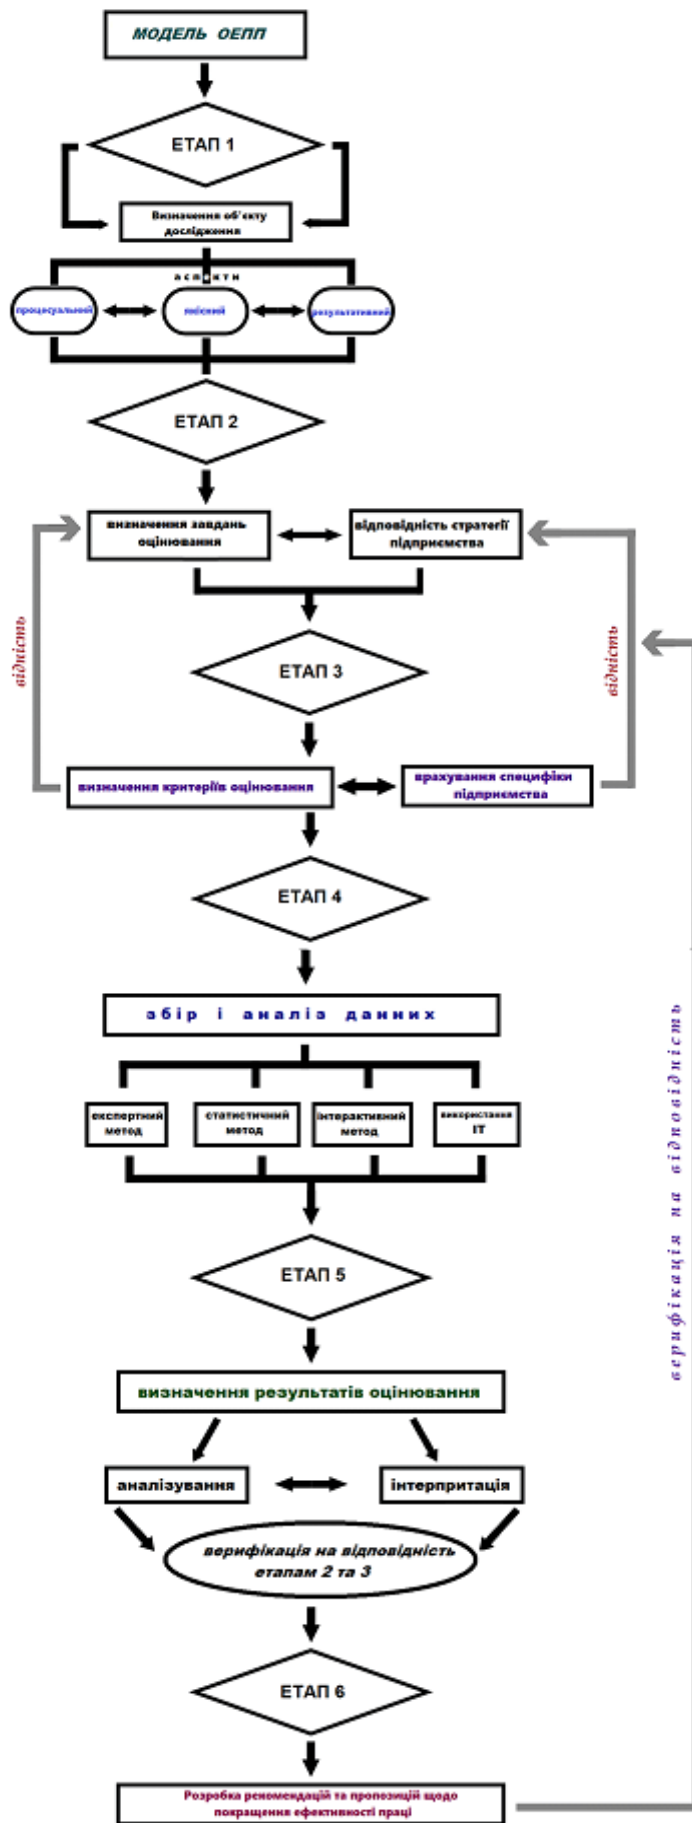 МОДЕЛЬ ОЕПП
ЕТАП 1
Визначення об'єкту
дослідження
аспекти
процесуальний
якісний
результативний
ЕТАП 2
визначення завдань
оцінювання
відповідність стратегії
підприємства
відність
відність
ЕТАП 3
визначення критеріїв оцінювання
врахування специфіки
підприємства
ЕТАП 4
збір і аналіз данних
експертний
метод
статистичний
метод
інтерактивний
метод
використання
ІТ
верифікація на відповідність
ЕТАП 5
визначення результатів оцінювання
аналізування
інтерпритація
верифікація на відповідність
етапам 2 та 3
ЕТАП 6
Розробка рекомендацій та пропозицій щодо
покращення ефективності праці